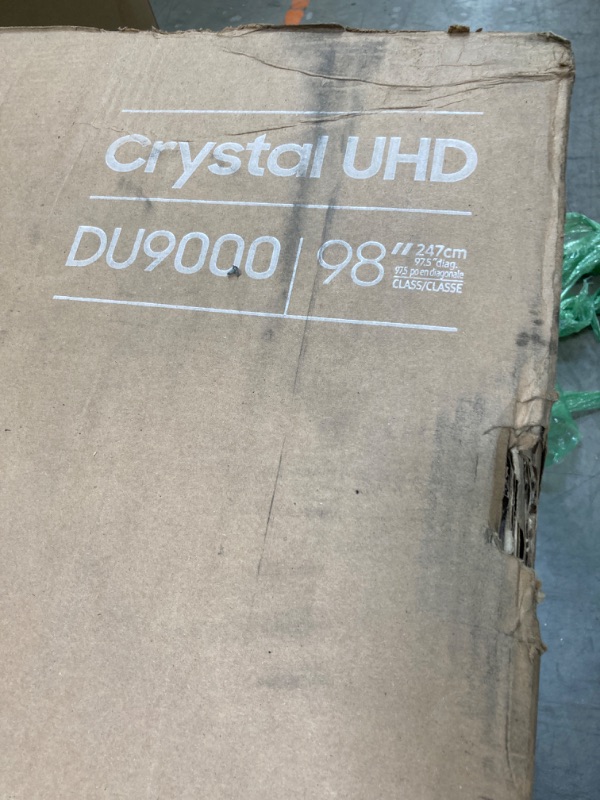 Crystal UHD
DU9000 98" 247cm
97.5" diag.
97.5 po en diagonale
CLASS/CLASSE